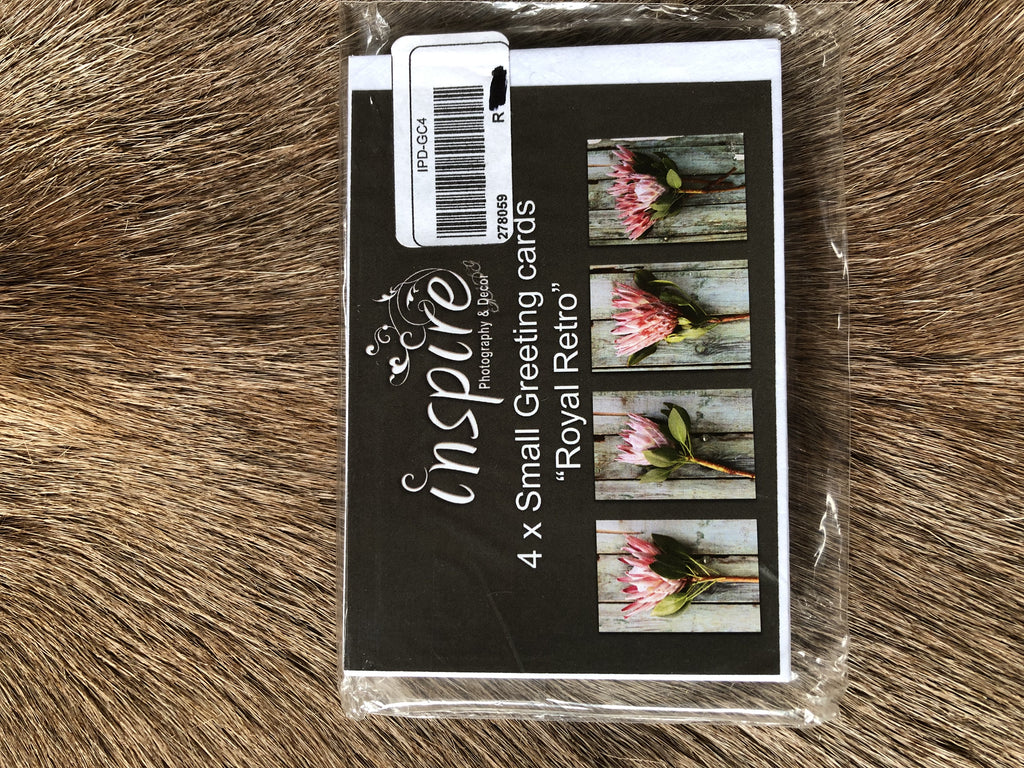 IPD-GC4
278059
R
inspire
Photography & Decor
4 x Small Greeting cards
“Royal Retro”